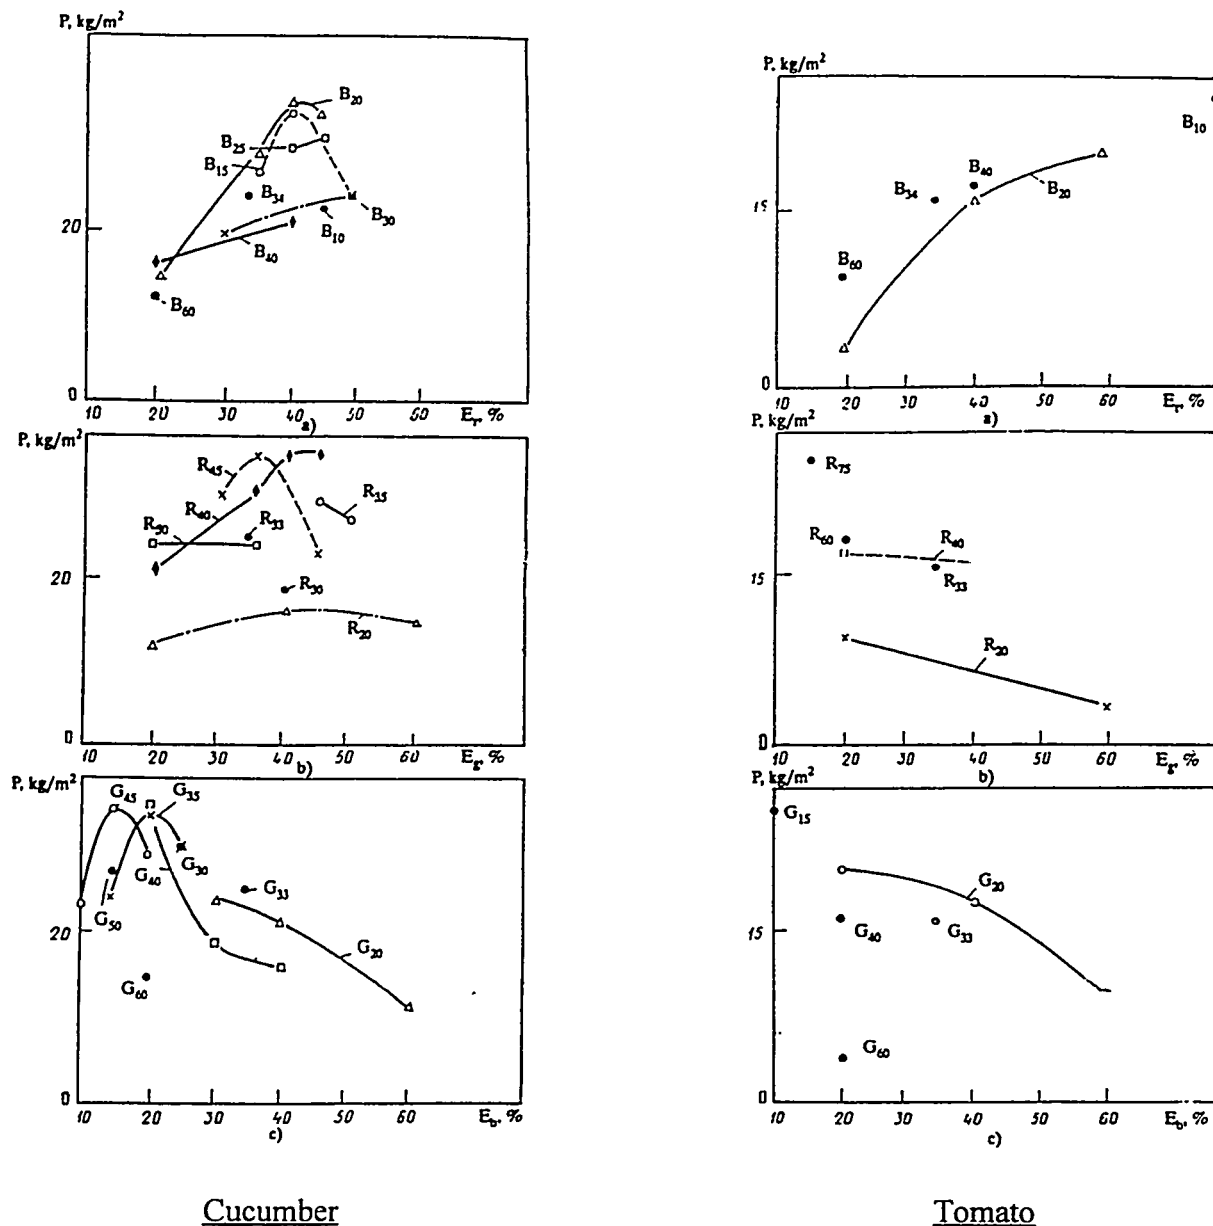 P, kg/m²
B₂₀
B₂₅
B₁₅
B₃₄
B₃₀
20
B₁₀
B₄₀
B₆₀
0
10 20 30 40 50 60 Eᵣ, %
a)
P, kg/m²
R₄₅
R₃₅
R₄₀
R₅₀ R₃₃
20
R₃₀
R₂₀
0
10 20 30 40 50 60 E_g, %
b)
P, kg/m²
G₄₅ G₃₅
G₄₀ G₃₀
G₃₃
G₅₀
20
G₂₀
G₆₀
0
10 20 30 40 50 60 E_b, %
c)
Cucumber
P, kg/m²
B₁₀
B₄₀
B₃₄ B₂₀
15
B₆₀
0
10 20 30 40 50 60 Eᵣ, %
a)
P, kg/m²
R₇₅
R₆₀ R₄₀
15
R₃₃
R₂₀
0
10 20 30 40 50 60 E_g, %
b)
P, kg/m²
G₁₅
G₂₀
G₄₀ G₃₃
15
G₆₀
0
10 20 30 40 50 60 E_b, %
c)
Tomato